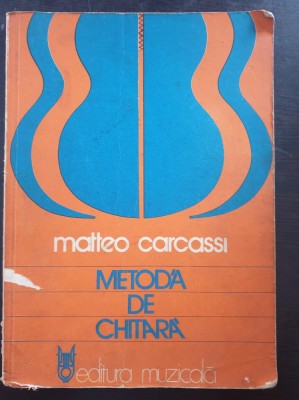 matteo carcassi
METODĂ
DE
CHITARĂ
editura muzicală